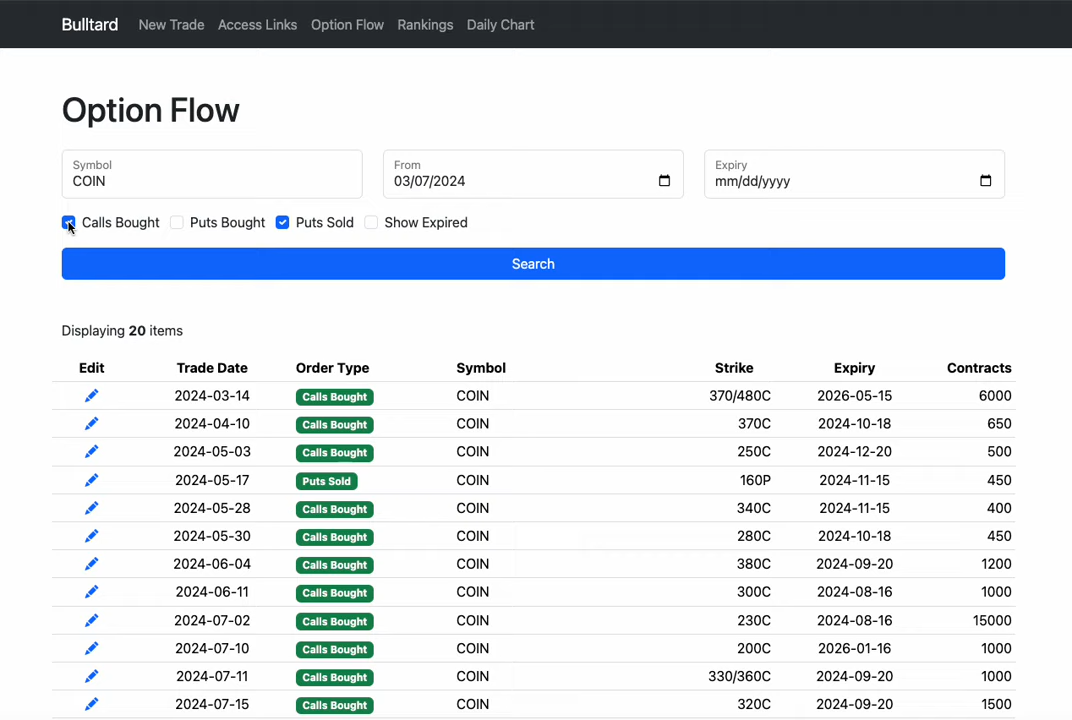 Bulltard New Trade Access Links Option Flow Rankings Daily Chart
Option Flow
Symbol From Expiry
COIN 03/07/2024 mm/dd/yyyy
Calls Bought Puts Bought Puts Sold Show Expired
Search
Displaying 20 items
Edit Trade Date Order Type Symbol Strike Expiry Contracts
2024-03-14 Calls Bought COIN 370/480C 2026-05-15 6000
2024-04-10 Calls Bought COIN 370C 2024-10-18 650
2024-05-03 Calls Bought COIN 250C 2024-12-20 500
2024-05-17 Puts Sold COIN 160P 2024-11-15 450
2024-05-28 Calls Bought COIN 340C 2024-11-15 400
2024-05-30 Calls Bought COIN 280C 2024-10-18 450
2024-06-04 Calls Bought COIN 380C 2024-09-20 1200
2024-06-11 Calls Bought COIN 300C 2024-08-16 1000
2024-07-02 Calls Bought COIN 230C 2024-08-16 15000
2024-07-10 Calls Bought COIN 200C 2026-01-16 1000
2024-07-11 Calls Bought COIN 330/360C 2024-09-20 1000
2024-07-15 Calls Bought COIN 320C 2024-09-20 1500